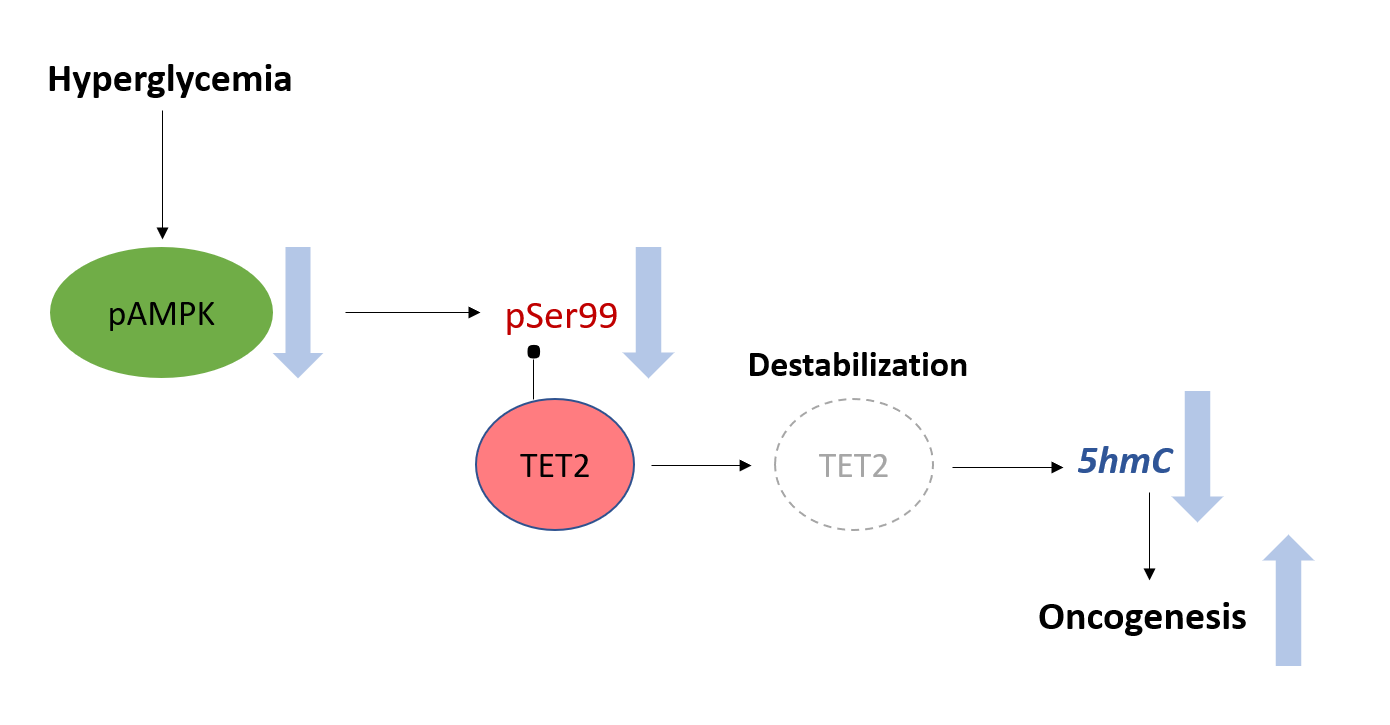 Hyperglycemia
pAMPK
pSer99
Destabilization
TET2
TET2
5hmC
Oncogenesis